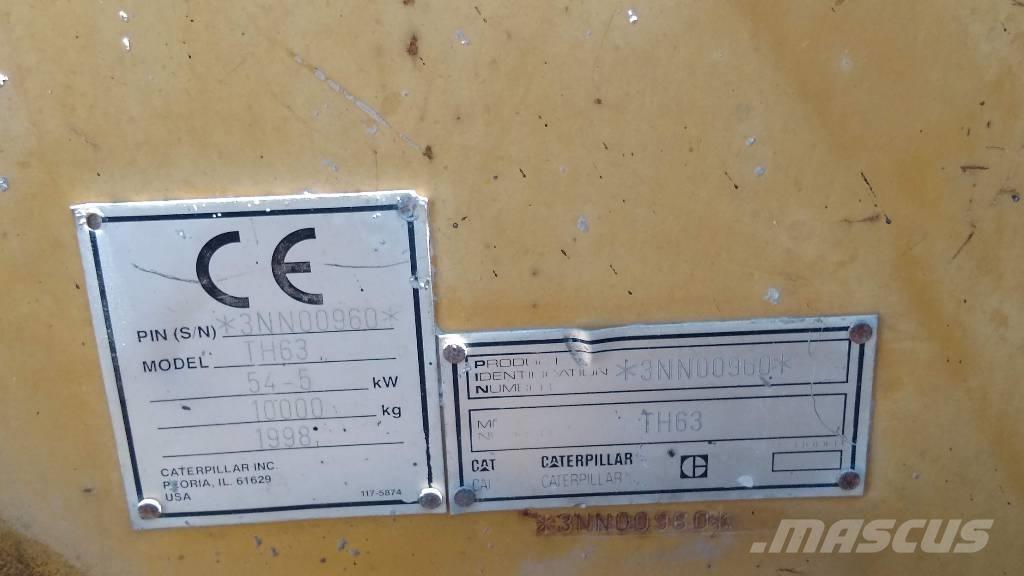 CE
PIN (S/N) *3NN00960*
MODEL TH63
54-5 kW
10000 kg
1998
CATERPILLAR INC.
PEORIA, IL. 61629
USA
117-5874
PRODUCT
IDENTIFICATION *3NN00960*
NUMBER
TH63
CAT CATERPILLAR
CATERPILLAR
*3NN00960*
MASCUS